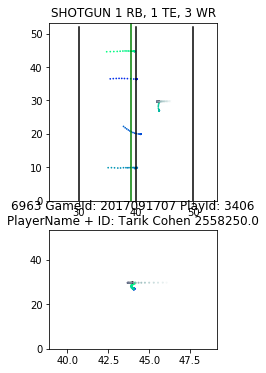 SHOTGUN 1 RB, 1 TE, 3 WR
50
40
30
20
10
0
30 40 50
6963 GameId: 2017091707 PlayId: 3406
PlayerName + ID: Tarik Cohen 2558250.0
40
20
0
40.0 42.5 45.0 47.5